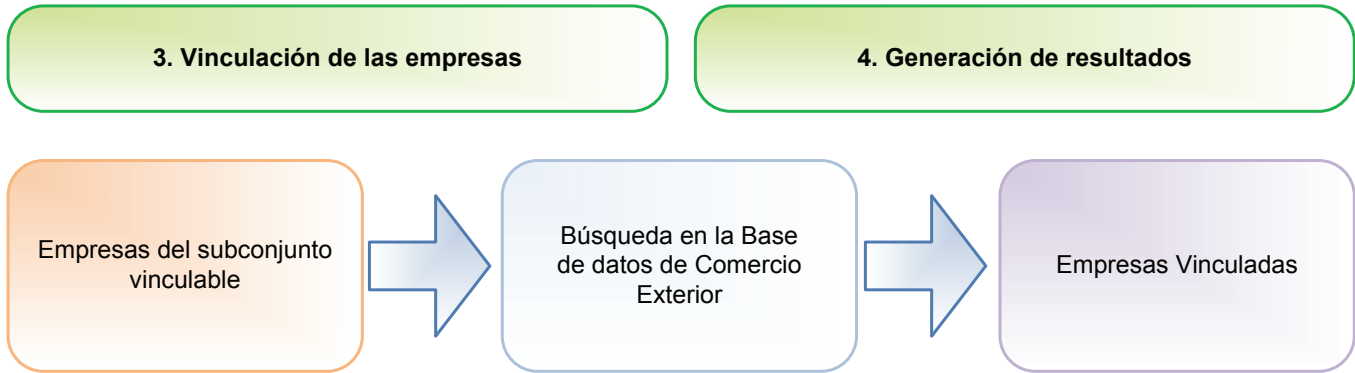 3. Vinculación de las empresas
4. Generación de resultados
Empresas del subconjunto
vinculable
Búsqueda en la Base
de datos de Comercio
Exterior
Empresas Vinculadas